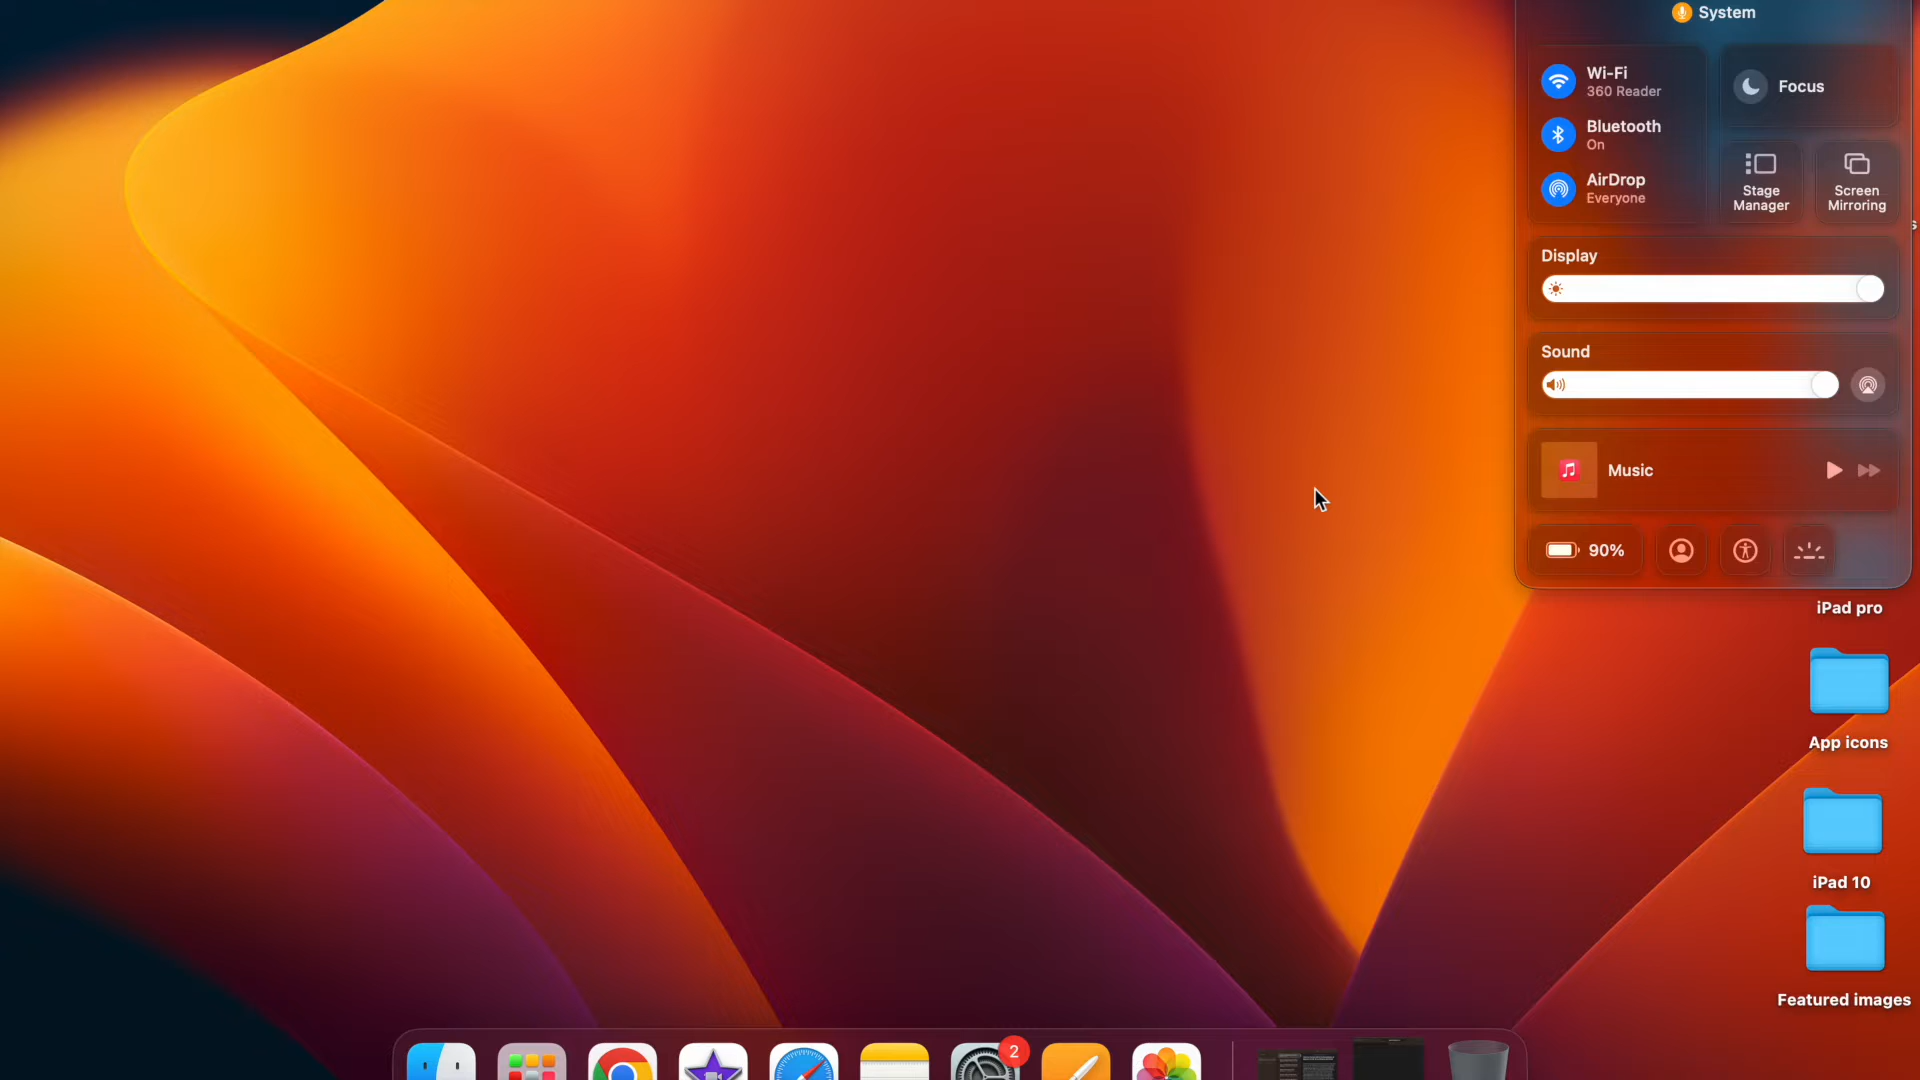 System
Wi-Fi
360 Reader
Focus
Bluetooth
On
AirDrop
Everyone
Stage
Manager
Screen
Mirroring
Display
Sound
Music
90%
iPad pro
App icons
iPad 10
Featured images
2